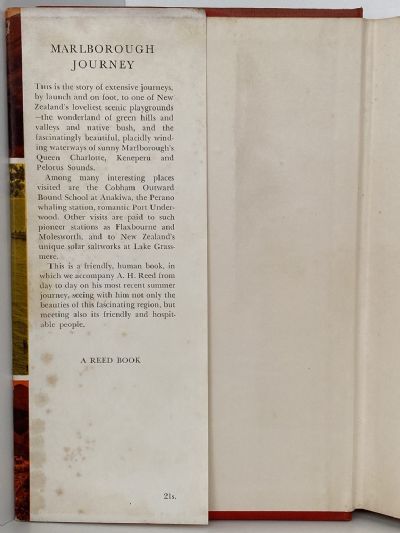 MARLBOROUGH
JOURNEY
This is the story of extensive journeys,
by launch and on foot, to one of New
Zealand's loveliest scenic playgrounds
—the wonderland of green hills and
valleys and native bush, and the
fascinatingly beautiful, placidly wind-
ing waterways of sunny Marlborough's
Queen Charlotte, Kenepuru and
Pelorus Sounds.
Among many interesting places
visited are the Cobham Outward
Bound School at Anakiwa, the Perano
whaling station, romantic Port Under-
wood. Other visits are paid to such
pioneer stations as Flaxbourne and
Molesworth, and to New Zealand's
unique solar saltworks at Lake Grass-
mere.
This is a friendly, human book, in
which we accompany A. H. Reed from
day to day on his most recent summer
journey, seeing with him not only the
beauties of this fascinating region, but
meeting also its friendly and hospit-
able people.
A REED BOOK
21s.